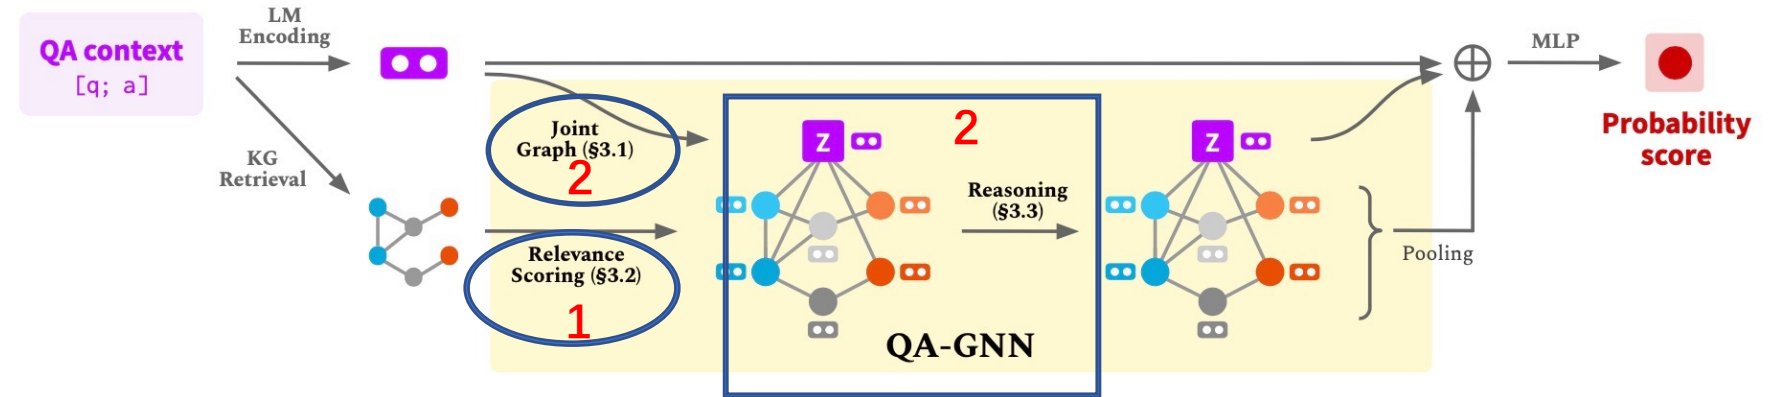 LM
Encoding
QA context
[q; a]
KG
Retrieval
Joint
Graph (§3.1)
2
Relevance
Scoring (§3.2)
1
Z
2
Reasoning
(§3.3)
QA-GNN
Z
Pooling
MLP
Probability
score